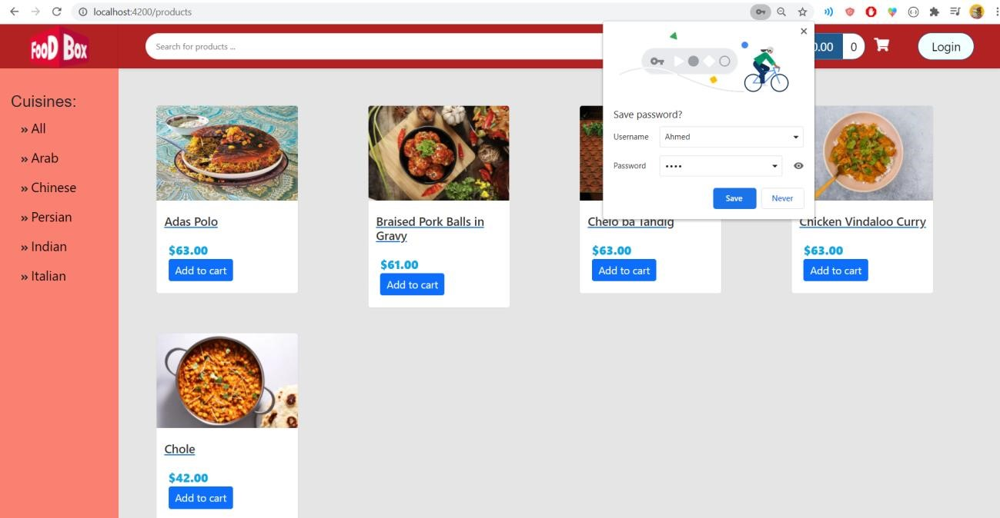 localhost:4200/products
FooD Box
Search for products ...
0.00 0
Login
Save password?
Username Ahmed
Password ••••
Save Never
Cuisines:
» All
» Arab
» Chinese
» Persian
» Indian
» Italian
Adas Polo
$63.00
Add to cart
Braised Pork Balls in
Gravy
$61.00
Add to cart
Chelo ba Tahdig
$63.00
Add to cart
Chicken Vindaloo Curry
$63.00
Add to cart
Chole
$42.00
Add to cart